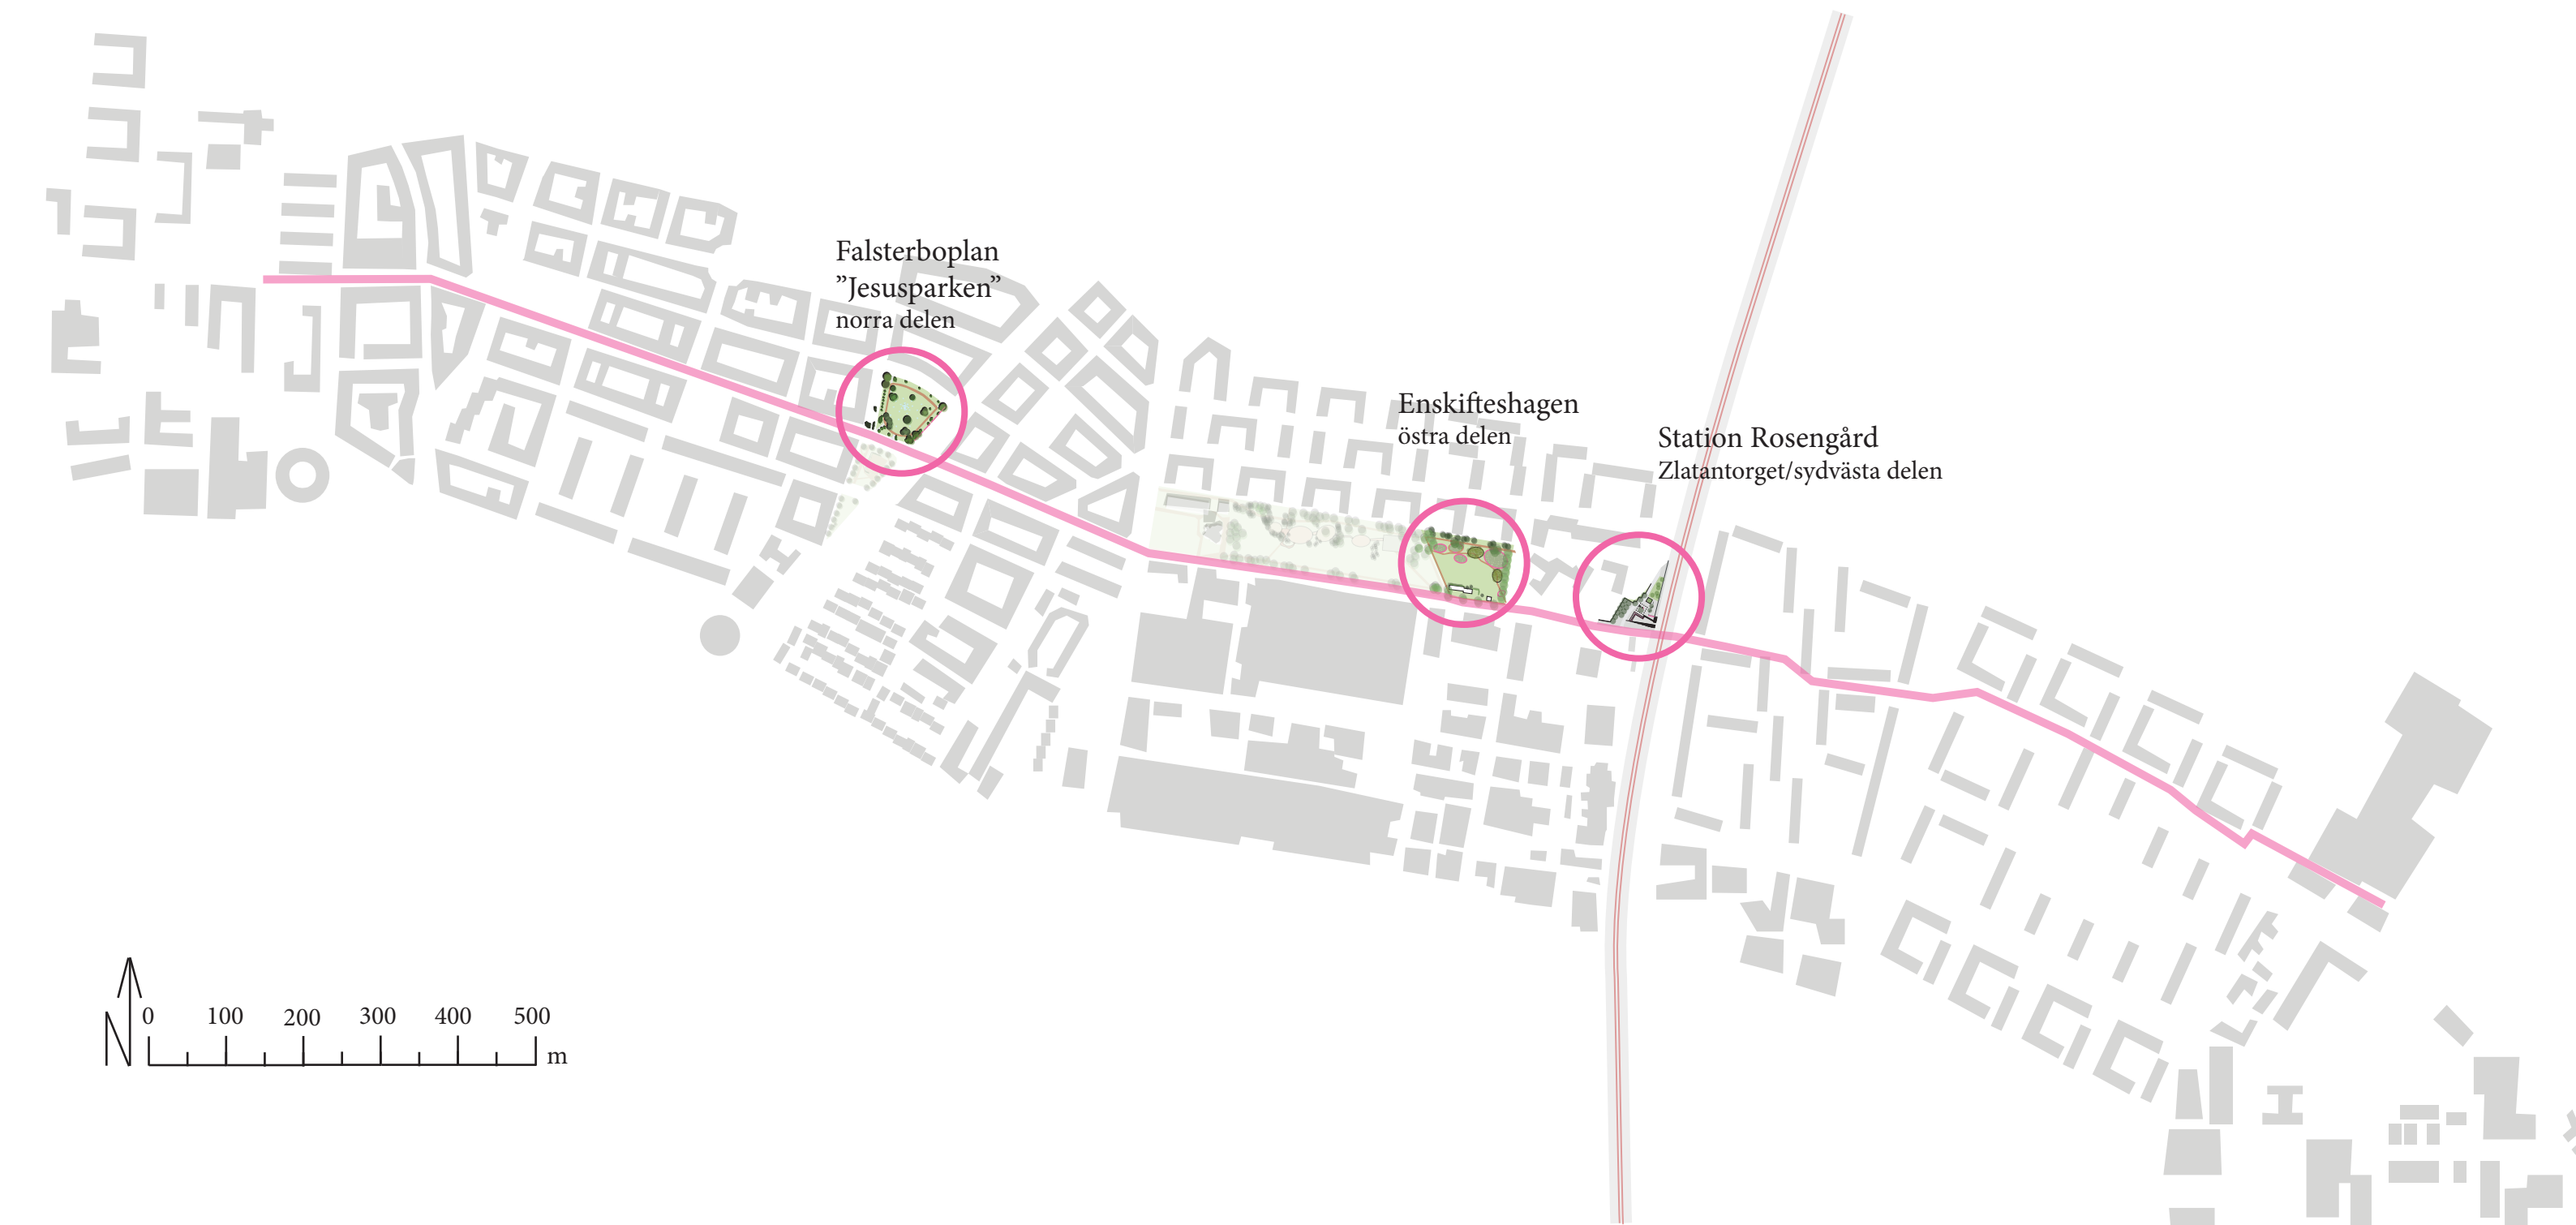 Falsterboplan
”Jesusparken”
norra delen
Enskifteshagen
östra delen
Station Rosengård
Zlatantorget/sydvästa delen
N
0 100 200 300 400 500
m